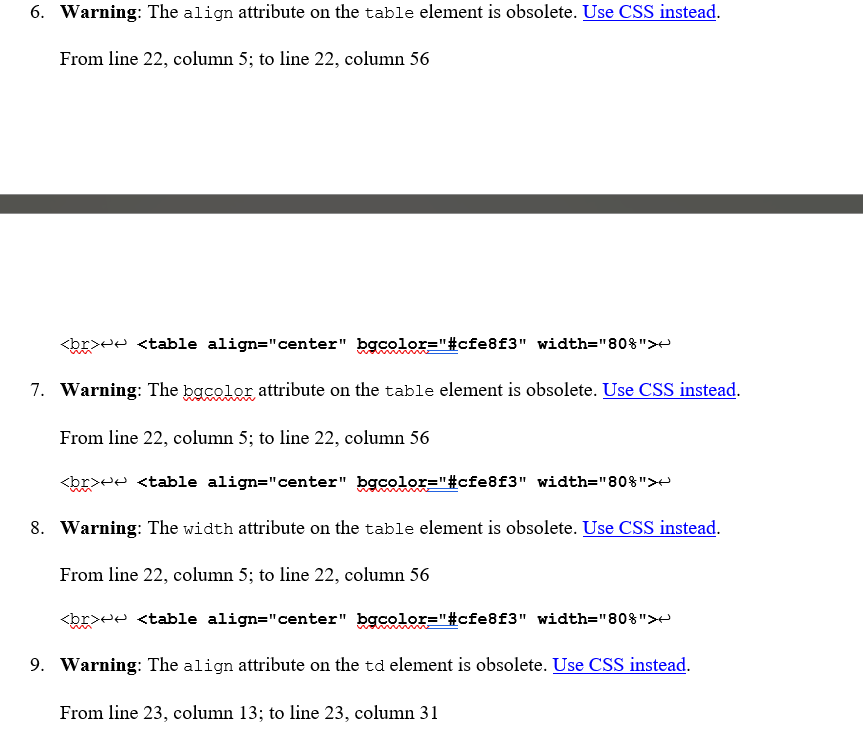 6. Warning: The align attribute on the table element is obsolete. Use CSS instead.
From line 22, column 5; to line 22, column 56
<br>↩↩ <table align="center" bgcolor="#cfe8f3" width="80%">↩
7. Warning: The bgcolor attribute on the table element is obsolete. Use CSS instead.
From line 22, column 5; to line 22, column 56
<br>↩↩ <table align="center" bgcolor="#cfe8f3" width="80%">↩
8. Warning: The width attribute on the table element is obsolete. Use CSS instead.
From line 22, column 5; to line 22, column 56
<br>↩↩ <table align="center" bgcolor="#cfe8f3" width="80%">↩
9. Warning: The align attribute on the td element is obsolete. Use CSS instead.
From line 23, column 13; to line 23, column 31